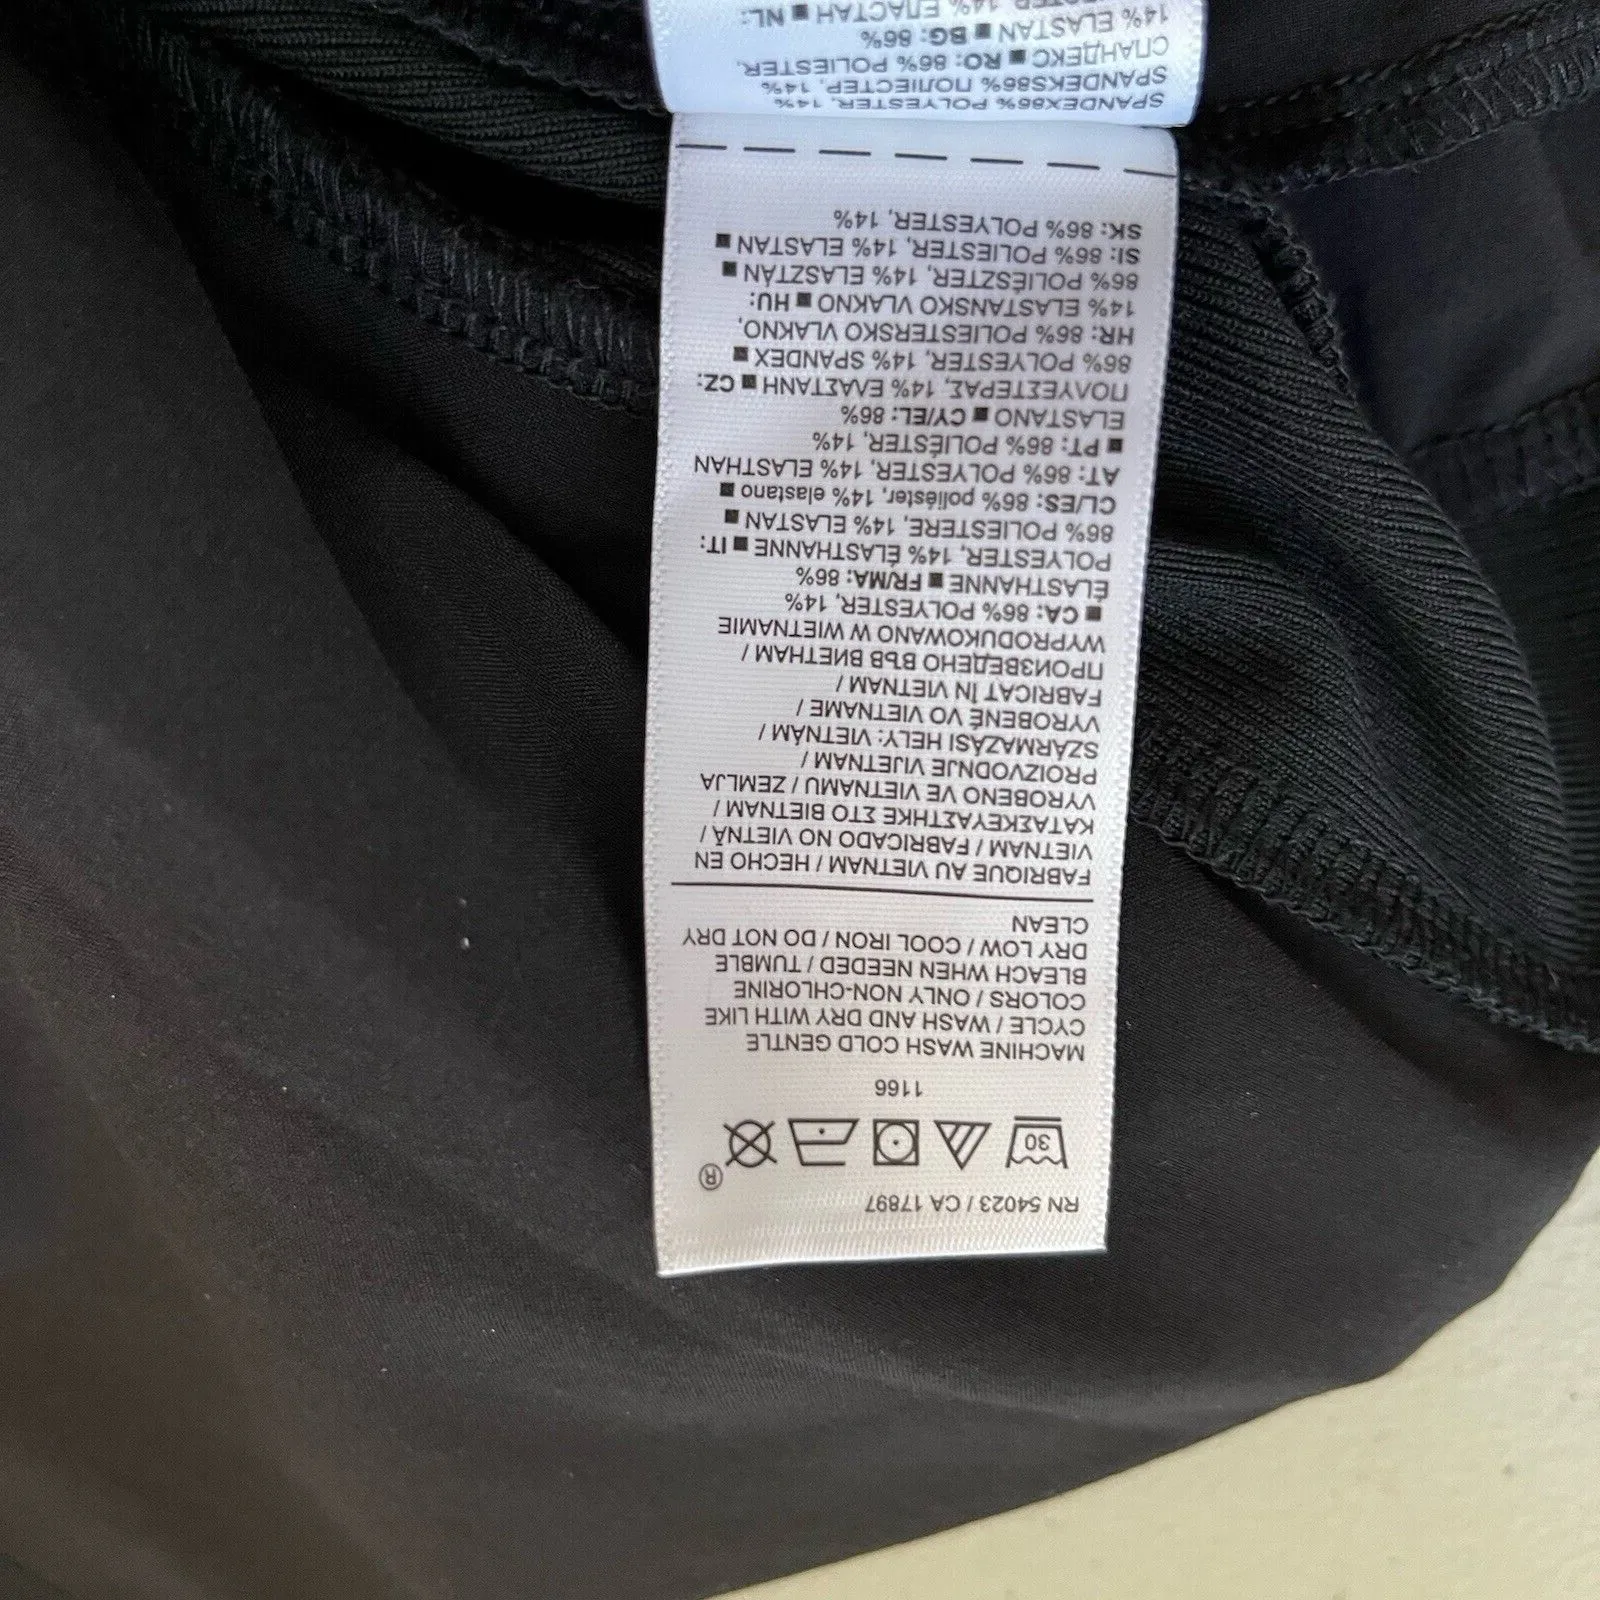 RN 54023 / CA 17897
30 ®
1166
MACHINE WASH COLD GENTLE
CYCLE / WASH AND DRY WITH LIKE
COLORS / ONLY NON-CHLORINE
BLEACH WHEN NEEDED / TUMBLE
DRY LOW / COOL IRON / DO NOT DRY
CLEAN
FABRIQUE AU VIETNAM / HECHO EN
VIETNAM / FABRICADO NO VIETNÃ /
ΚΑΤΑΣΚΕΥΑΣΤΗΚΕ ΣΤΟ ΒΙΕΤΝΑΜ /
VYROBENO VE VIETNAMU / ZEMLJA
PROIZVODNJE VIJETNAM /
SZÁRMAZÁSI HELY: VIETNÁM /
VYROBENÉ VO VIETNAME /
FABRICAT ÎN VIETNAM /
ПРОИЗВЕДЕНО ВЪВ ВИЕТНАМ /
WYPRODUKOWANO W WIETNAMIE
■ CA: 86% POLYESTER, 14%
ÉLASTHANNE ■ FR/MA: 86%
POLYESTER, 14% ÉLASTHANNE ■ IT:
86% POLIESTERE, 14% ELASTAN ■
CL/ES: 86% poliéster, 14% elastano ■
AT: 86% POLYESTER, 14% ELASTHAN
■ PT: 86% POLIÉSTER, 14%
ELASTANO ■ CY/EL: 86%
ΠΟΛΥΕΣΤΕΡΑΣ, 14% ΕΛΑΣΤΑΝΗ ■ CZ:
86% POLYESTER, 14% SPANDEX ■
HR: 86% POLIESTERSKO VLAKNO,
14% ELASTANSKO VLAKNO ■ HU:
86% POLIÉSZTER, 14% ELASZTÁN ■
SI: 86% POLIESTER, 14% ELASTAN ■
SK: 86% POLYESTER, 14%
SPANDEX86% POLYESTER, 14%
SPANDEKS86% ПОЛІЕСТЕР, 14%
СПАНДЕКС ■ RO: 86% POLIESTER,
14% ELASTAN ■ BG: 86%
14% ЕЛАСТАН ■ NL: